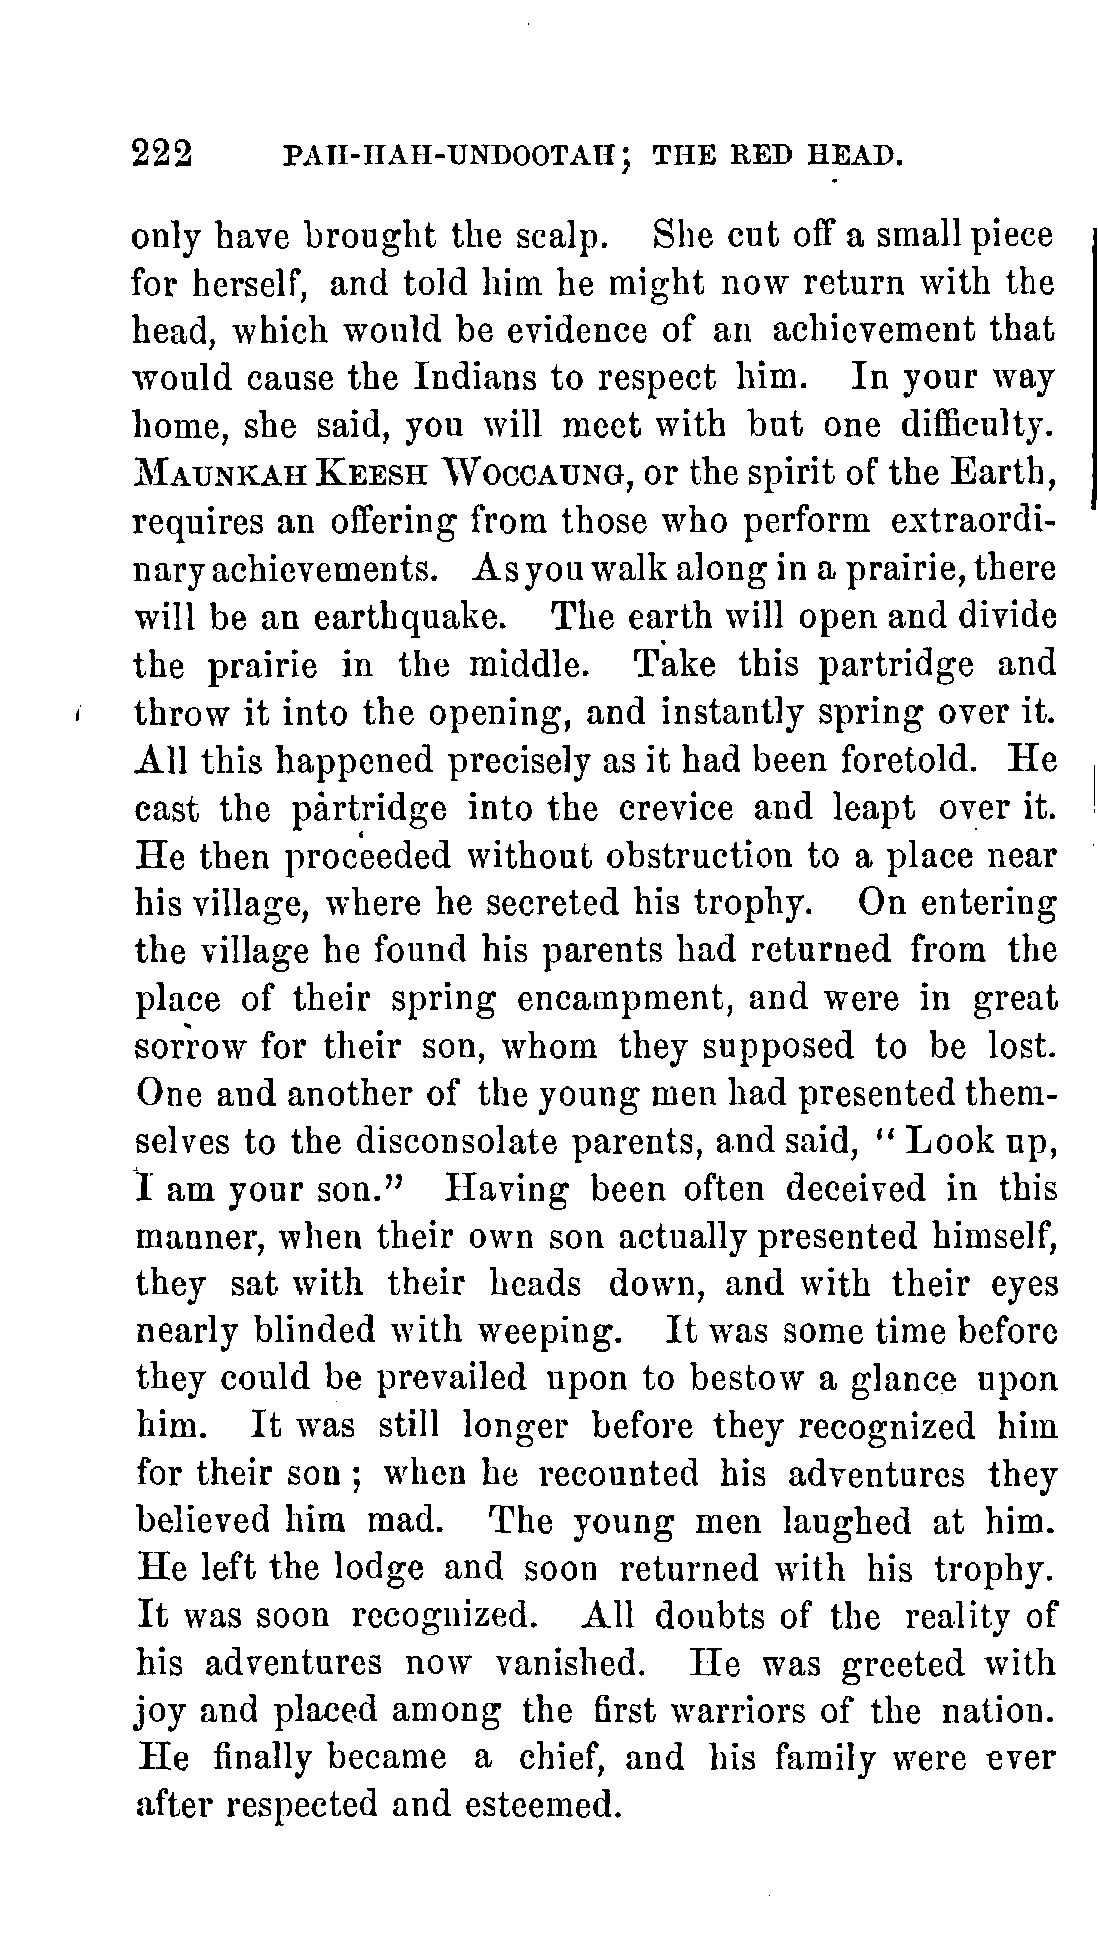 222 PAH-HAH-UNDOOTAH; THE RED HEAD.
only have brought the scalp. She cut off a small piece
for herself, and told him he might now return with the
head, which would be evidence of an achievement that
would cause the Indians to respect him. In your way
home, she said, you will meet with but one difficulty.
MAUNKAH KEESH WOCCAUNG, or the spirit of the Earth,
requires an offering from those who perform extraordi-
nary achievements. As you walk along in a prairie, there
will be an earthquake. The earth will open and divide
the prairie in the middle. Take this partridge and
throw it into the opening, and instantly spring over it.
All this happened precisely as it had been foretold. He
cast the partridge into the crevice and leapt over it.
He then proceeded without obstruction to a place near
his village, where he secreted his trophy. On entering
the village he found his parents had returned from the
place of their spring encampment, and were in great
sorrow for their son, whom they supposed to be lost.
One and another of the young men had presented them-
selves to the disconsolate parents, and said, "Look up,
I am your son." Having been often deceived in this
manner, when their own son actually presented himself,
they sat with their heads down, and with their eyes
nearly blinded with weeping. It was some time before
they could be prevailed upon to bestow a glance upon
him. It was still longer before they recognized him
for their son; when he recounted his adventures they
believed him mad. The young men laughed at him.
He left the lodge and soon returned with his trophy.
It was soon recognized. All doubts of the reality of
his adventures now vanished. He was greeted with
joy and placed among the first warriors of the nation.
He finally became a chief, and his family were ever
after respected and esteemed.